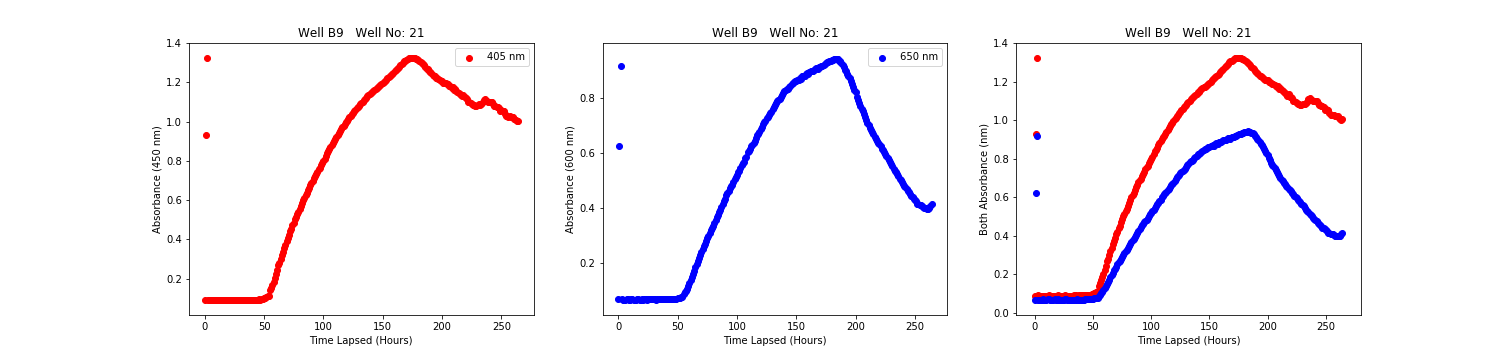 Well B9   Well No: 21
405 nm
Absorbance (450 nm)
1.4
1.2
1.0
0.8
0.6
0.4
0.2
0 50 100 150 200 250
Time Lapsed (Hours)
Well B9   Well No: 21
650 nm
Absorbance (600 nm)
0.8
0.6
0.4
0.2
0 50 100 150 200 250
Time Lapsed (Hours)
Well B9   Well No: 21
Both Absorbance (nm)
1.4
1.2
1.0
0.8
0.6
0.4
0.2
0.0
0 50 100 150 200 250
Time Lapsed (Hours)